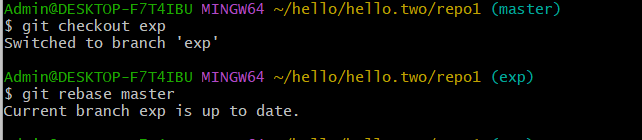 Admin@DESKTOP-F7T4IBU MINGW64 ~/hello/hello.two/repo1 (master)
$ git checkout exp
Switched to branch 'exp'
Admin@DESKTOP-F7T4IBU MINGW64 ~/hello/hello.two/repo1 (exp)
$ git rebase master
Current branch exp is up to date.